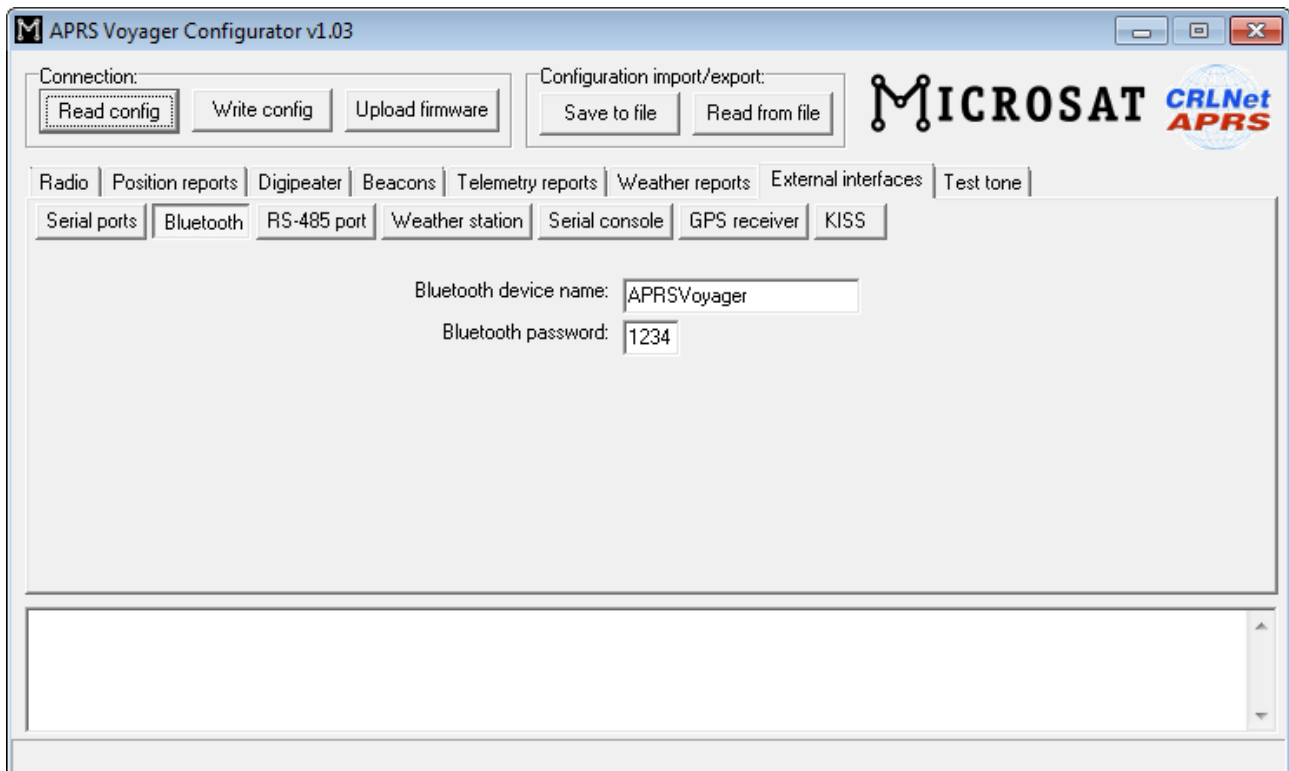 APRS Voyager Configurator v1.03
Connection:
Configuration import/export:
Read config Write config Upload firmware Save to file Read from file
MICROSAT
CRLNet
APRS
Radio Position reports Digipeater Beacons Telemetry reports Weather reports External interfaces Test tone
Serial ports Bluetooth RS-485 port Weather station Serial console GPS receiver KISS
Bluetooth device name: APRSVoyager
Bluetooth password: 1234